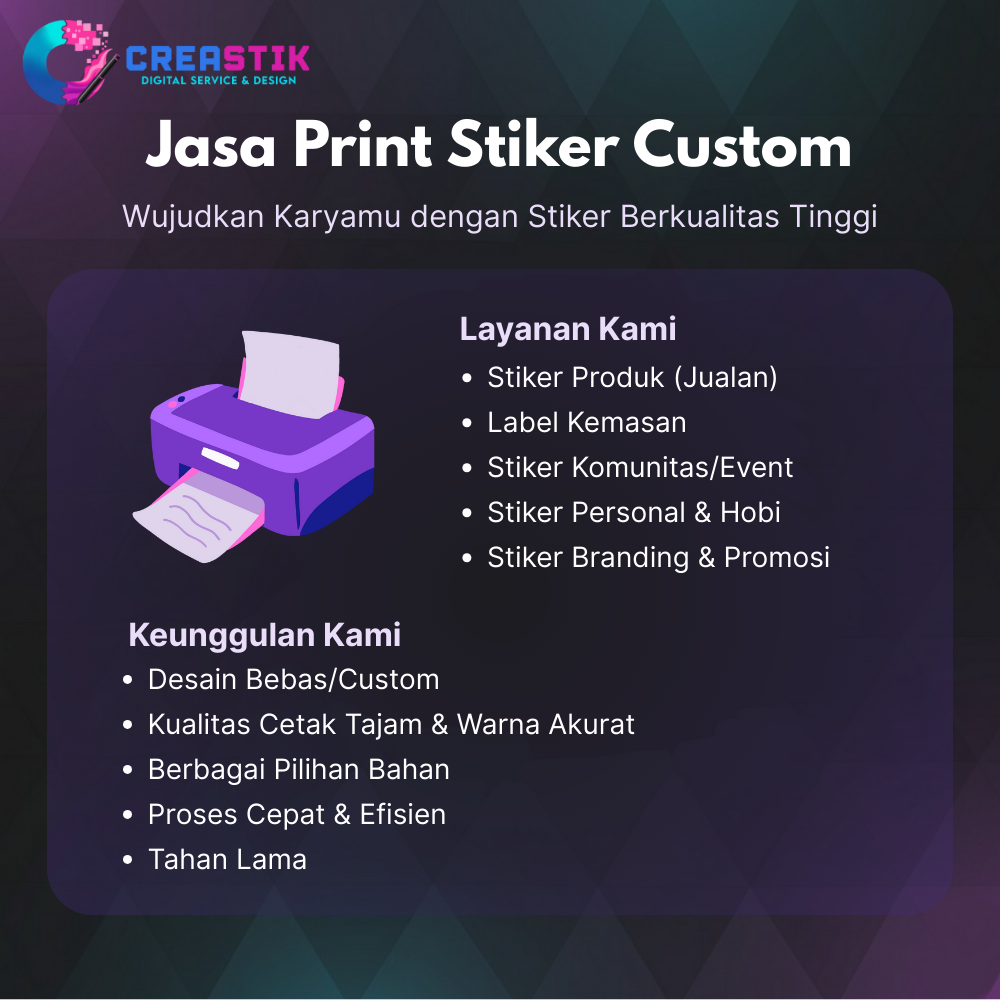 CREASTIK
DIGITAL SERVICE & DESIGN
Jasa Print Stiker Custom
Wujudkan Karyamu dengan Stiker Berkualitas Tinggi
Layanan Kami
• Stiker Produk (Jualan)
• Label Kemasan
• Stiker Komunitas/Event
• Stiker Personal & Hobi
• Stiker Branding & Promosi
Keunggulan Kami
• Desain Bebas/Custom
• Kualitas Cetak Tajam & Warna Akurat
• Berbagai Pilihan Bahan
• Proses Cepat & Efisien
• Tahan Lama